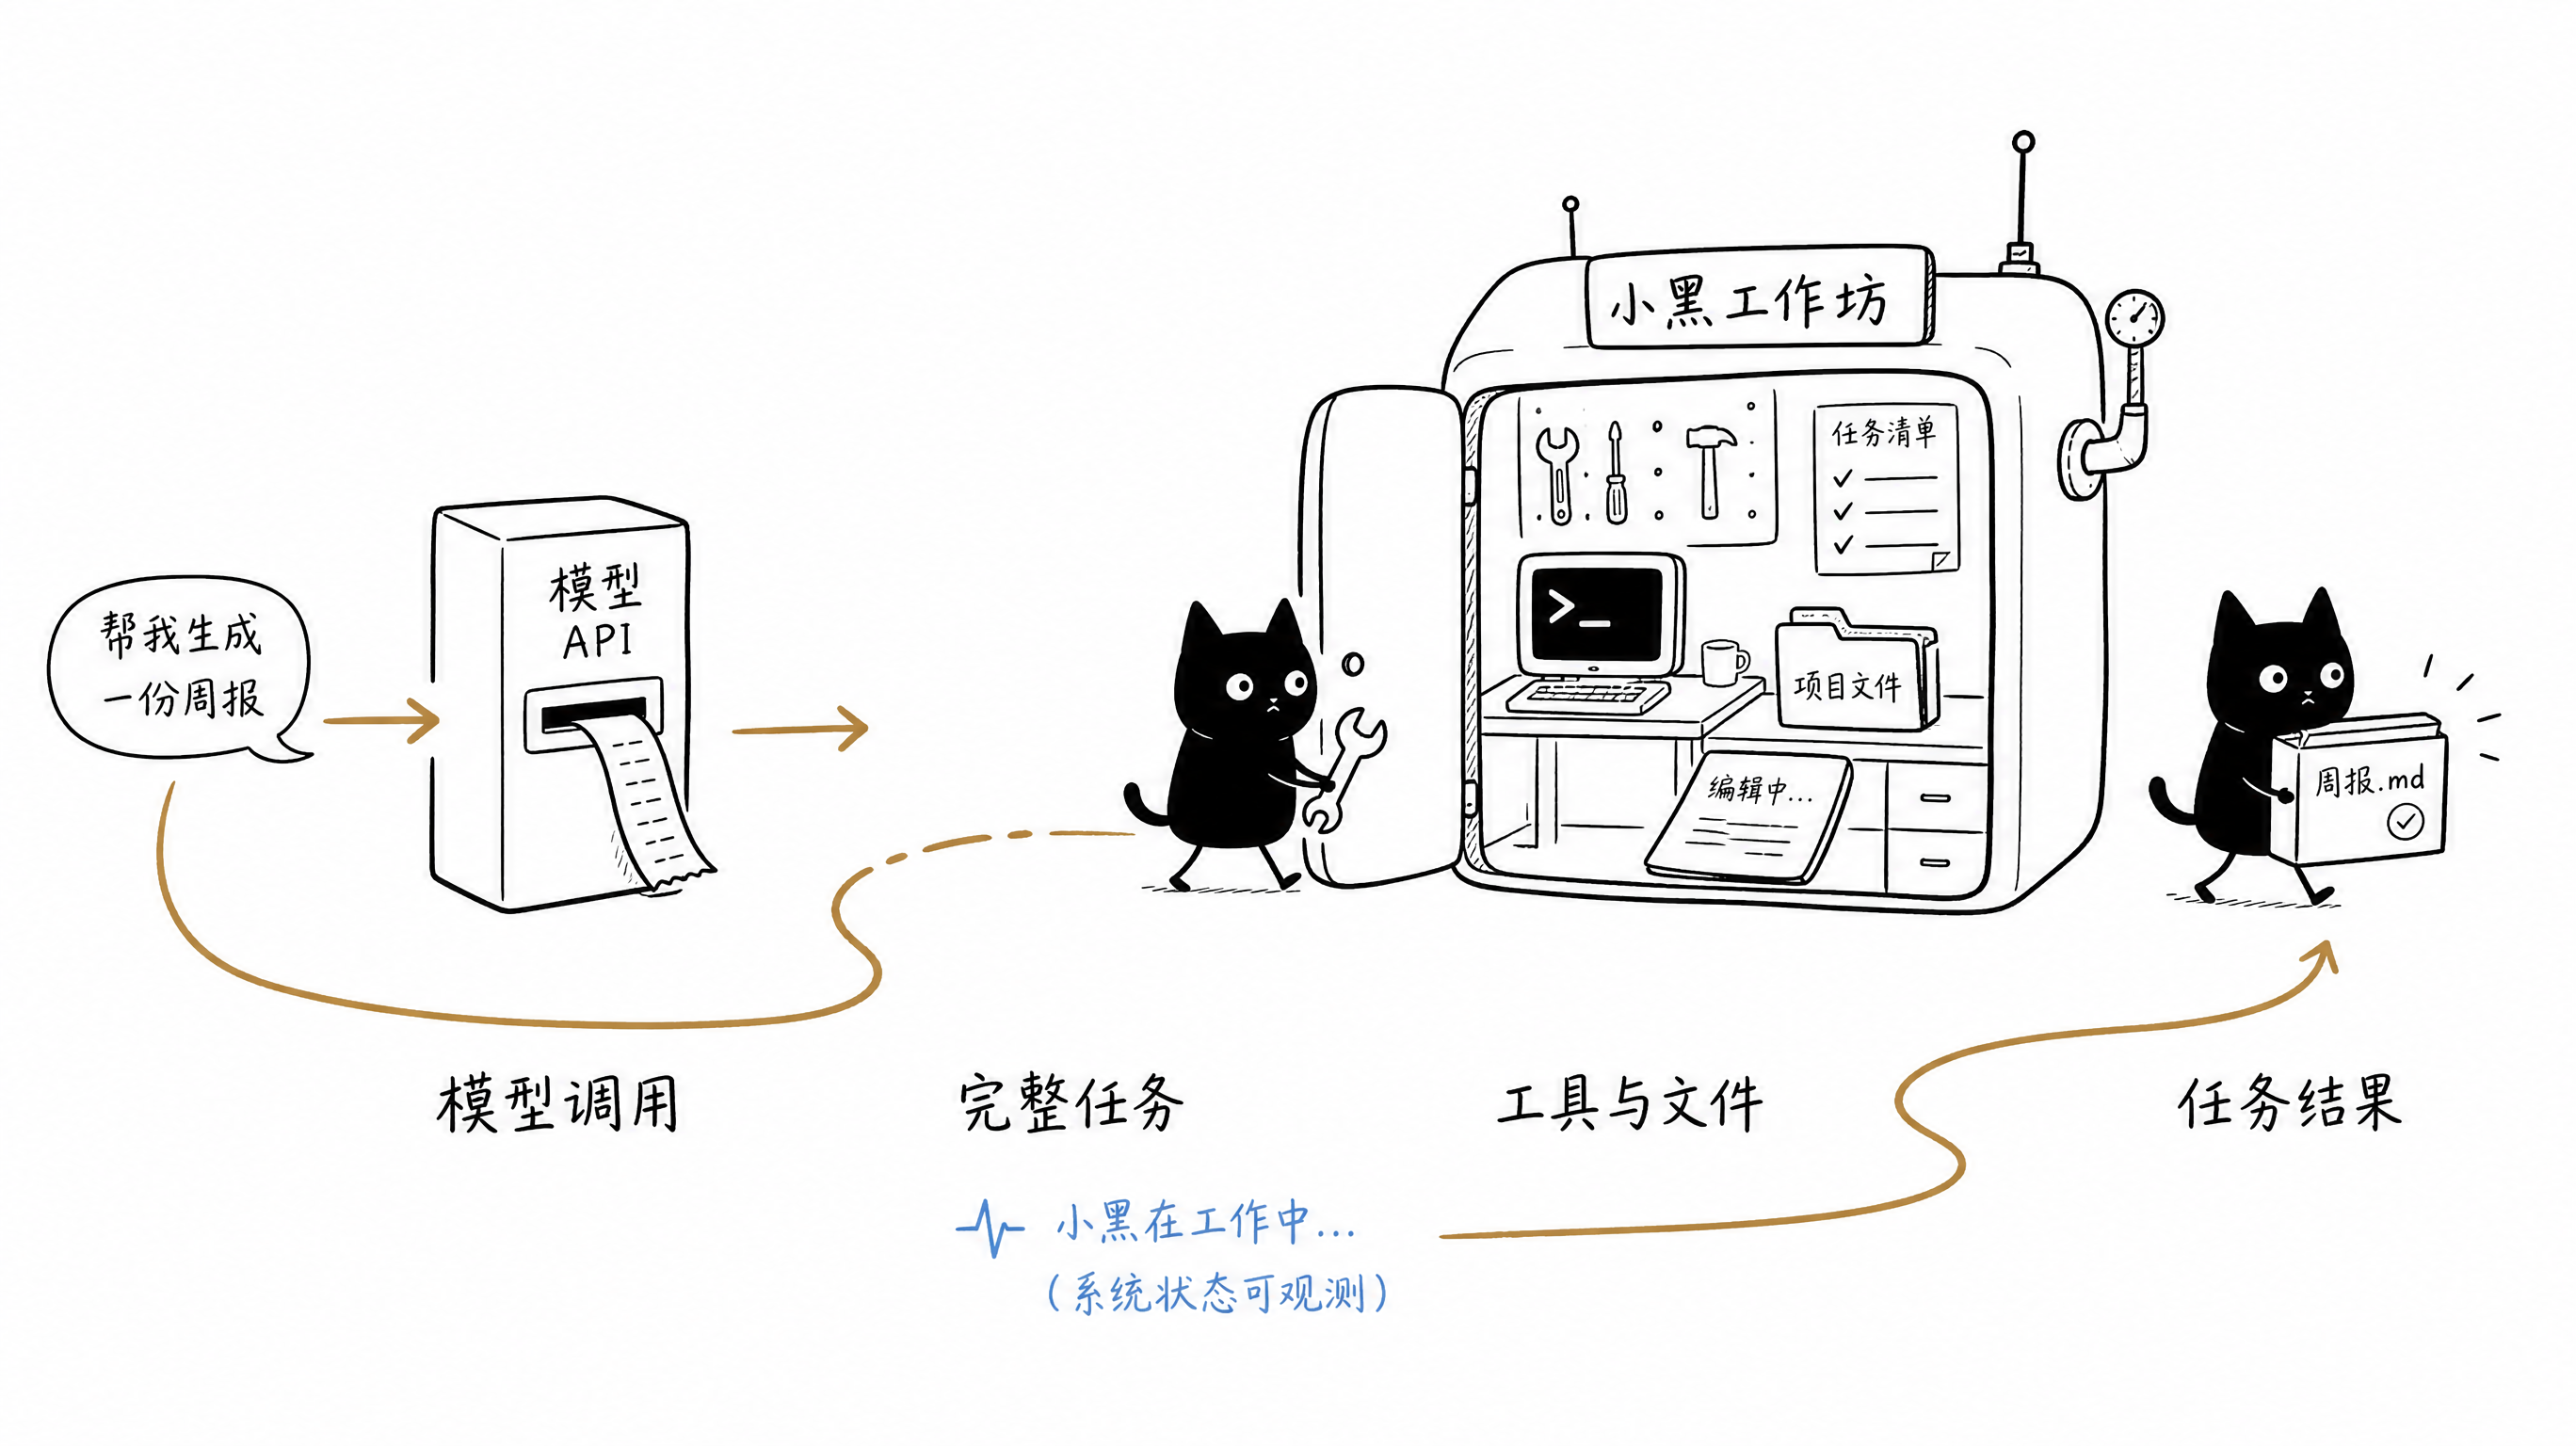 帮我生成
一份周报
模型
API
小黑工作坊
任务清单
>_
项目文件
编辑中...
周报.md
模型调用
完整任务
工具与文件
任务结果
小黑在工作中...
(系统状态可观测)